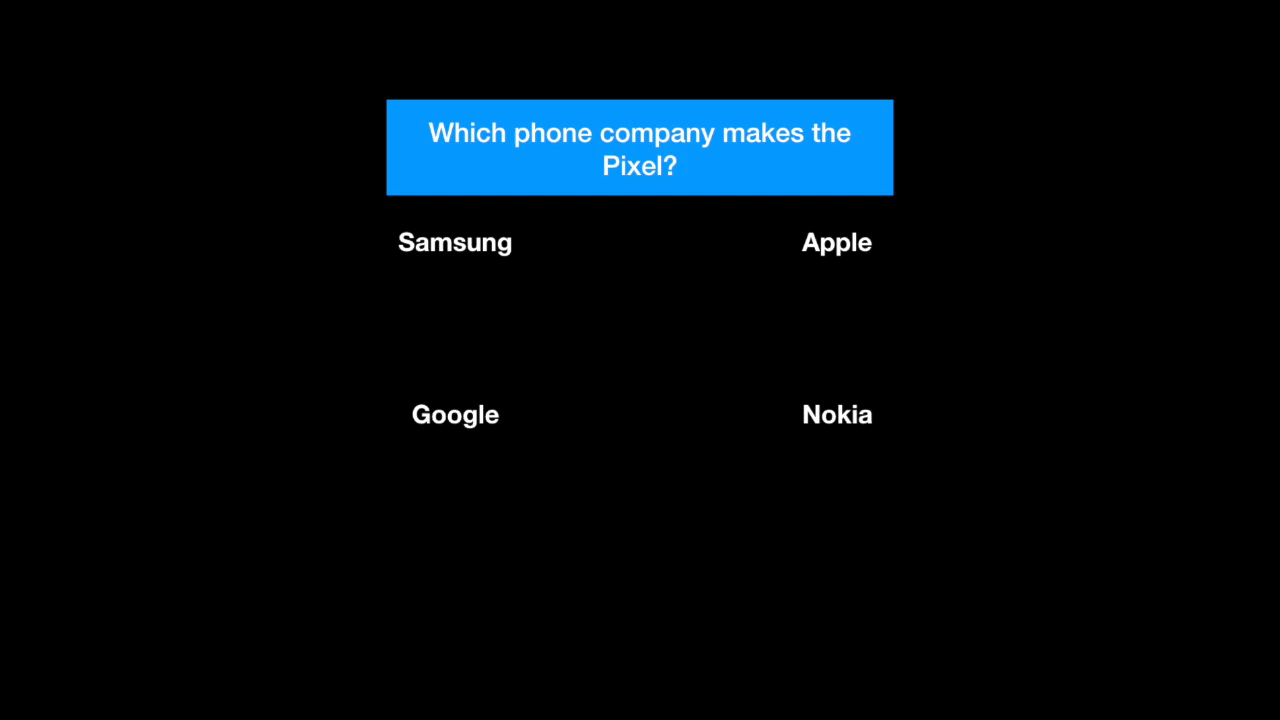 Which phone company makes the
Pixel?
Samsung
Apple
Google
Nokia